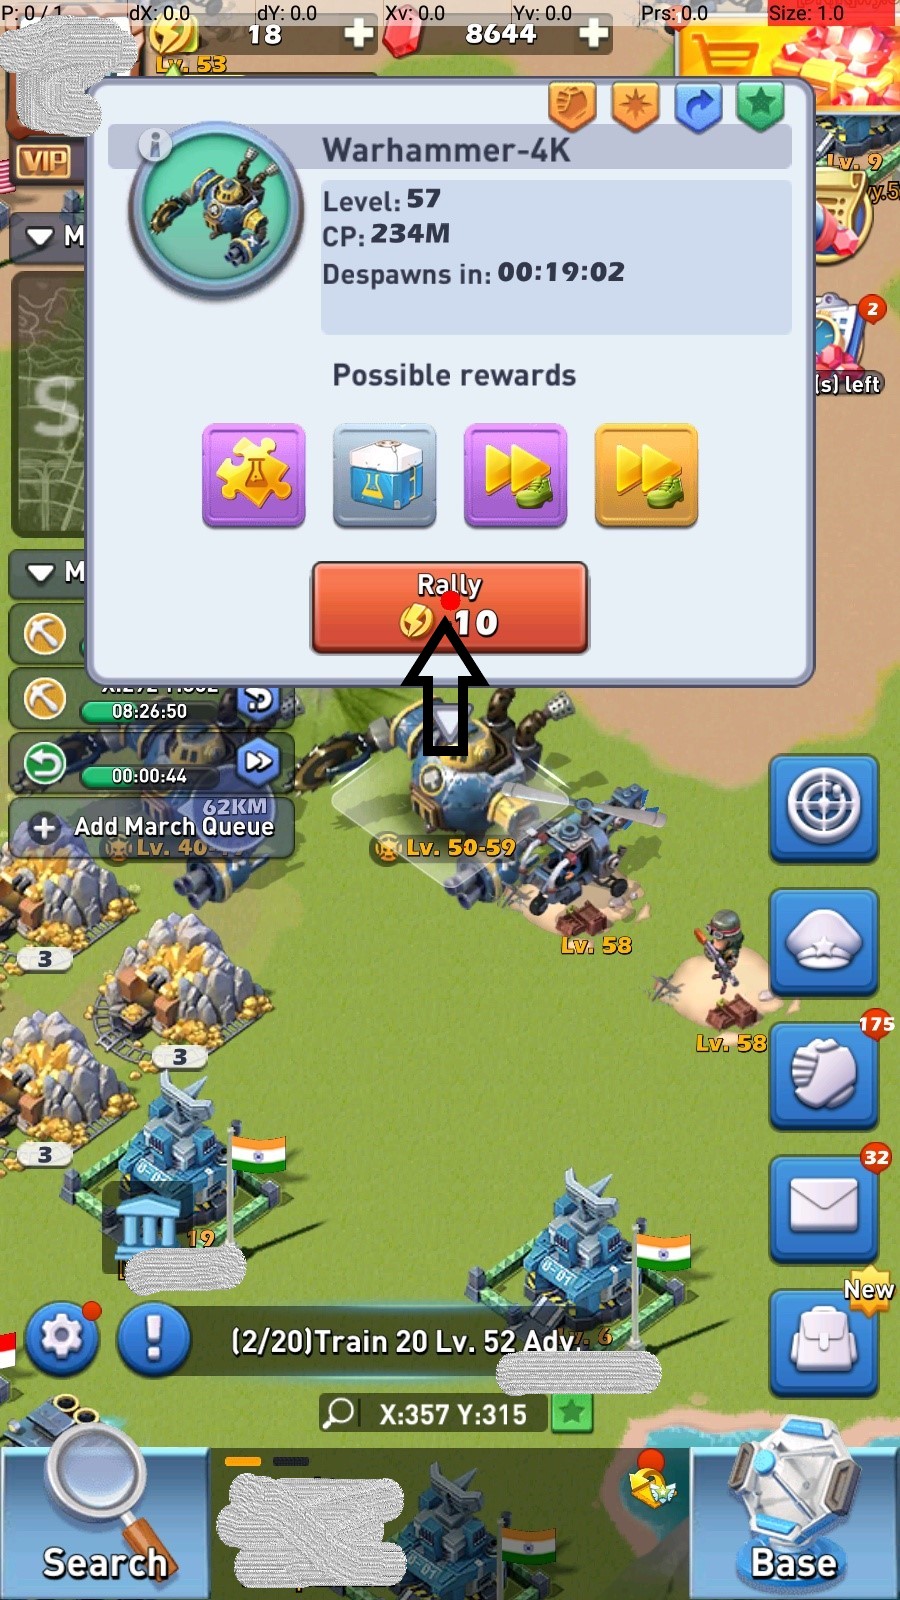 P: 0 / 1 dX: 0.0 dY: 0.0 Xv: 0.0 Yv: 0.0 Prs: 0.0 Size: 1.0
18
8644
Lv. 53
VIP
Lv. 9
Warhammer-4K
Level: 57
CP: 234M
Despawns in: 00:19:02
2
(s) left
Possible rewards
Rally
10
08:26:50
00:00:44
62KM
Add March Queue
Lv. 50-59
Lv. 58
Lv. 58
3
3
3
175
32
19
New
(2/20)Train 20 Lv. 52 Adv.
X:357 Y:315
Search
Base